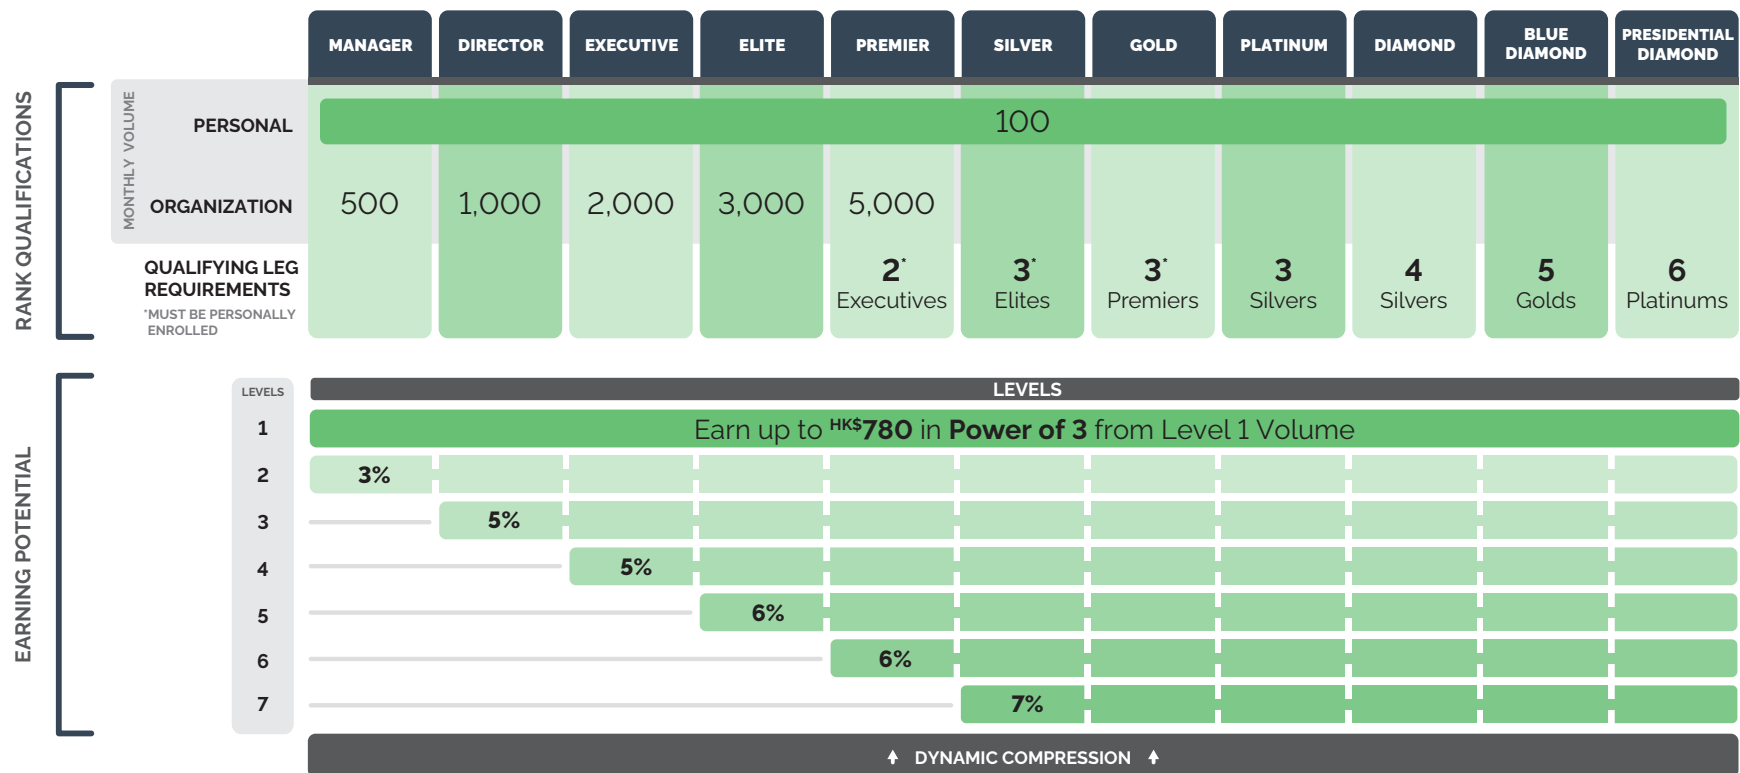 MANAGER DIRECTOR EXECUTIVE ELITE PREMIER SILVER GOLD PLATINUM DIAMOND BLUE DIAMOND PRESIDENTIAL DIAMOND
RANK QUALIFICATIONS
MONTHLY VOLUME
PERSONAL 100
ORGANIZATION 500 1,000 2,000 3,000 5,000
QUALIFYING LEG
REQUIREMENTS
*MUST BE PERSONALLY
ENROLLED
2* 3* 3* 3 4 5 6
Executives Elites Premiers Silvers Silvers Golds Platinums
EARNING POTENTIAL
LEVELS LEVELS
1 Earn up to HK$780 in Power of 3 from Level 1 Volume
2 3%
3 5%
4 5%
5 6%
6 6%
7 7%
DYNAMIC COMPRESSION